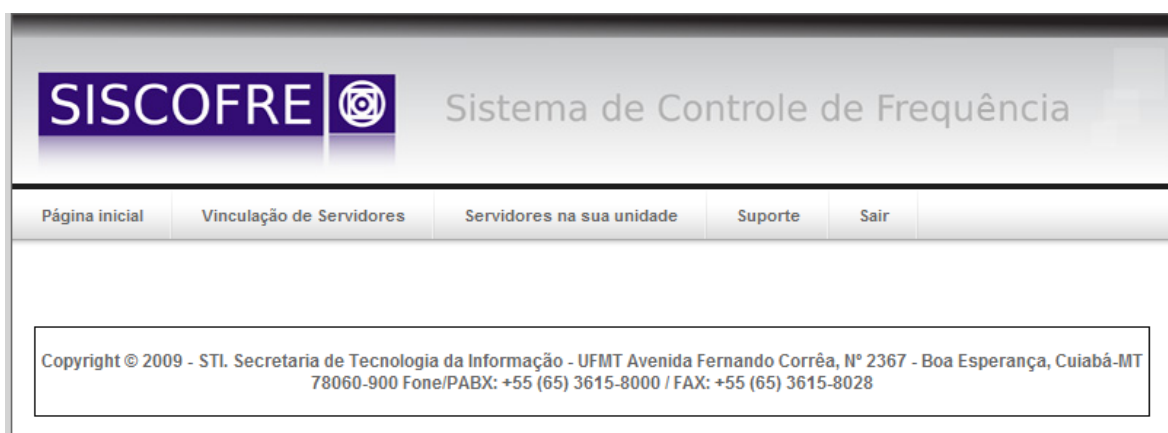 SISCOFRE
Sistema de Controle de Frequência
Página inicial Vinculação de Servidores Servidores na sua unidade Suporte Sair
Copyright © 2009 - STI. Secretaria de Tecnologia da Informação - UFMT Avenida Fernando Corrêa, Nº 2367 - Boa Esperança, Cuiabá-MT
78060-900 Fone/PABX: +55 (65) 3615-8000 / FAX: +55 (65) 3615-8028